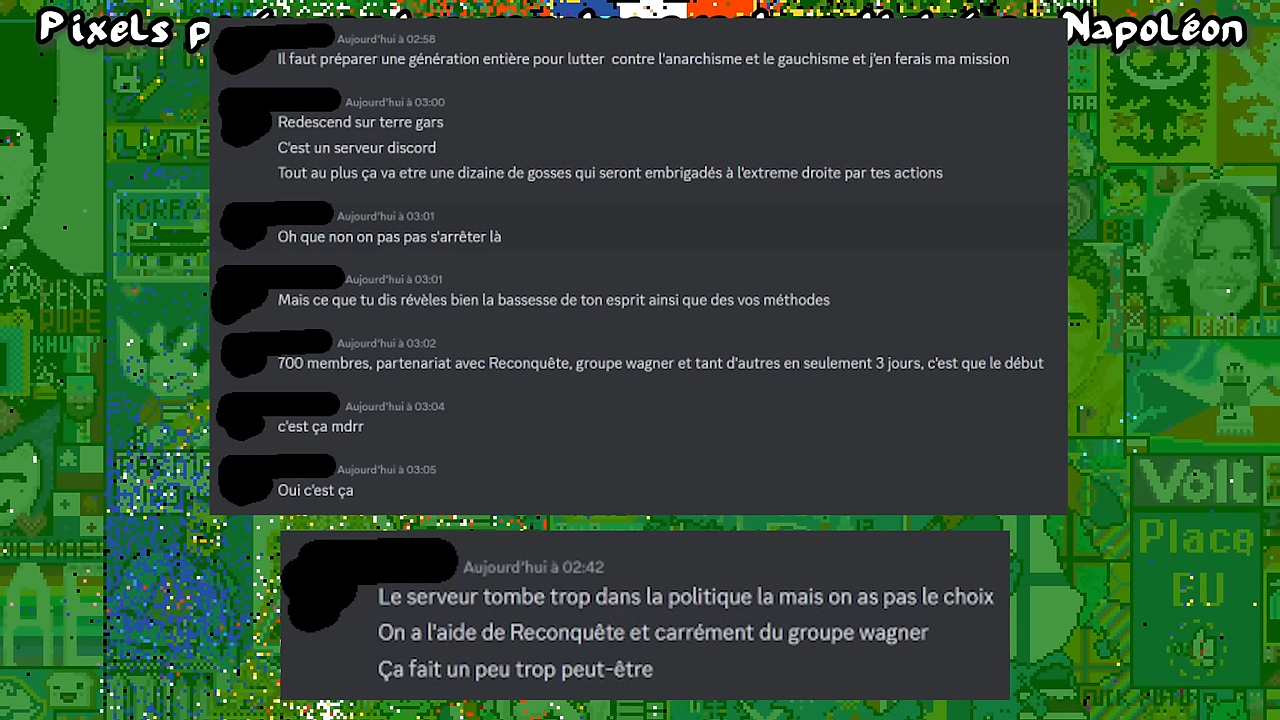 Pixels p
Napoléon
Aujourd'hui à 02:58
Il faut préparer une génération entière pour lutter contre l'anarchisme et le gauchisme et j'en ferais ma mission
Aujourd'hui à 03:00
Redescend sur terre gars
C'est un serveur discord
Tout au plus ça va etre une dizaine de gosses qui seront embrigadés à l'extreme droite par tes actions
Aujourd'hui à 03:01
Oh que non on pas pas s'arrêter là
Aujourd'hui à 03:01
Mais ce que tu dis révèles bien la bassesse de ton esprit ainsi que des vos méthodes
Aujourd'hui à 03:02
700 membres, partenariat avec Reconquête, groupe wagner et tant d'autres en seulement 3 jours, c'est que le début
Aujourd'hui à 03:04
c'est ça mdrr
Aujourd'hui à 03:05
Oui c'est ça
Aujourd'hui à 02:42
Le serveur tombe trop dans la politique la mais on as pas le choix
On a l'aide de Reconquête et carrément du groupe wagner
Ça fait un peu trop peut-être
KOREA
Volt
Place
EU